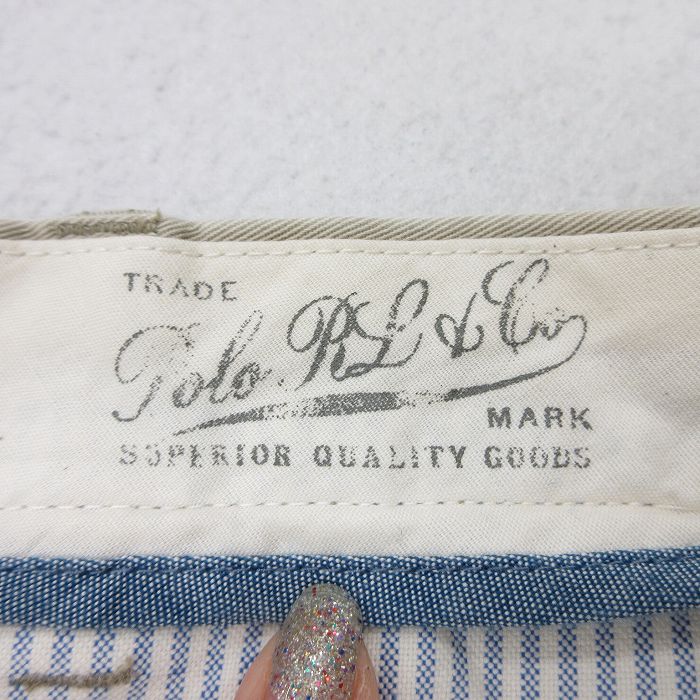 TRADE
Polo RL & Co
MARK
SUPERIOR QUALITY GOODS